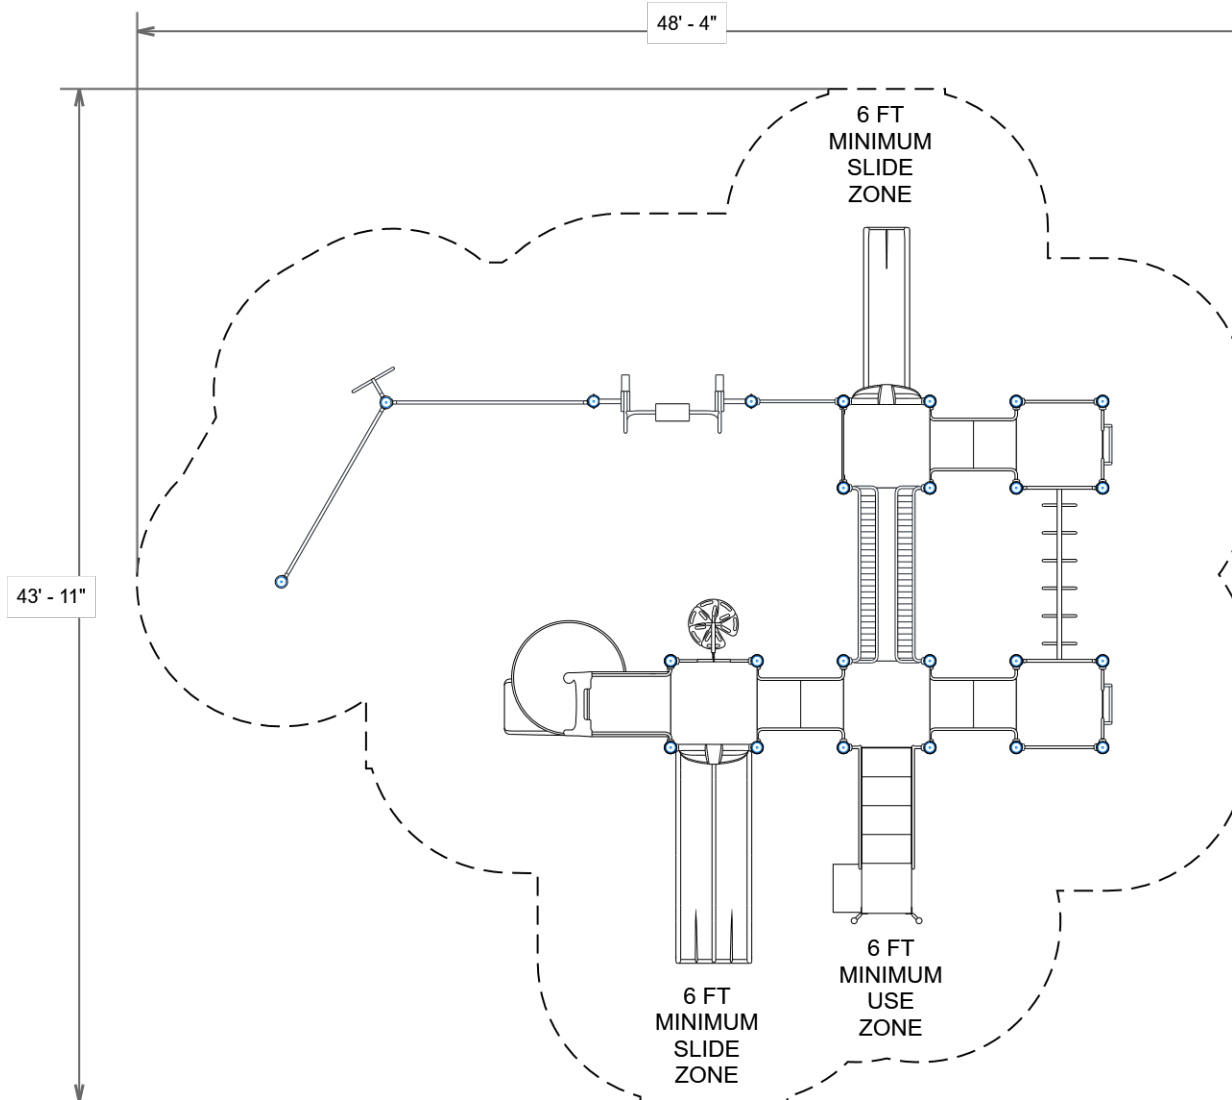 48' - 4"
6 FT
MINIMUM
SLIDE
ZONE
43' - 11"
6 FT
MINIMUM
USE
ZONE
6 FT
MINIMUM
SLIDE
ZONE